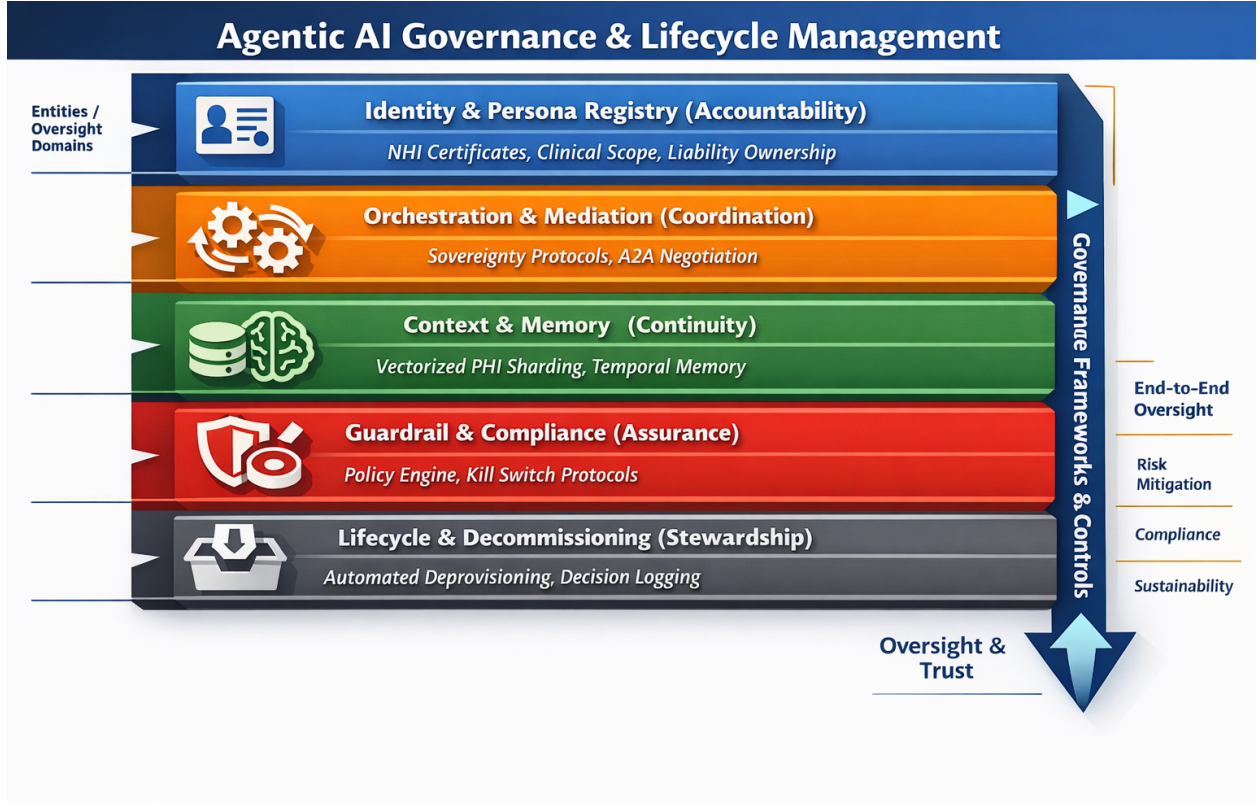 Agentic AI Governance & Lifecycle Management
Entities /
Oversight
Domains
Identity & Persona Registry (Accountability)
NHI Certificates, Clinical Scope, Liability Ownership
Orchestration & Mediation (Coordination)
Sovereignty Protocols, A2A Negotiation
Context & Memory (Continuity)
Vectorized PHI Sharding, Temporal Memory
Guardrail & Compliance (Assurance)
Policy Engine, Kill Switch Protocols
Lifecycle & Decommissioning (Stewardship)
Automated Deprovisioning, Decision Logging
Governance Frameworks & Controls
End-to-End
Oversight
Risk
Mitigation
Compliance
Sustainability
Oversight &
Trust